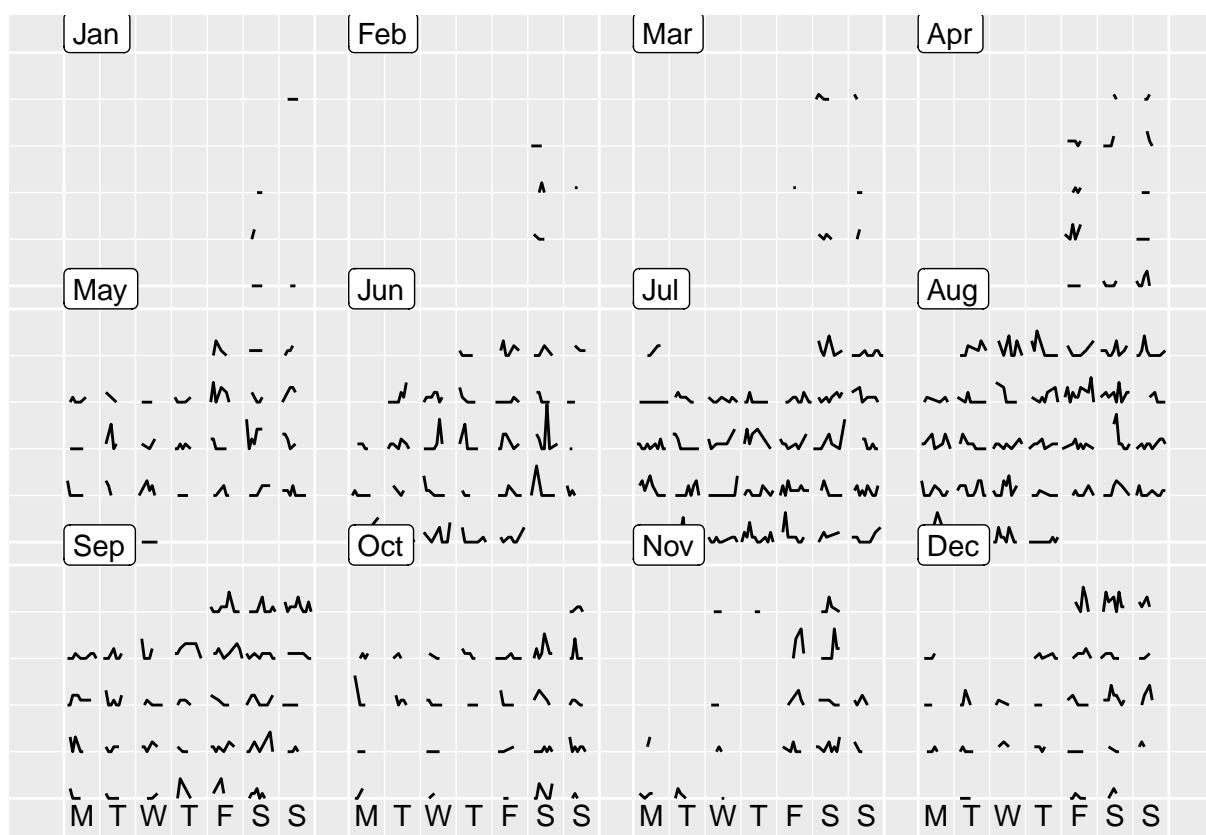 Jan Feb Mar Apr
May Jun Jul Aug
Sep Oct Nov Dec
M T W T F S S M T W T F S S M T W T F S S M T W T F S S